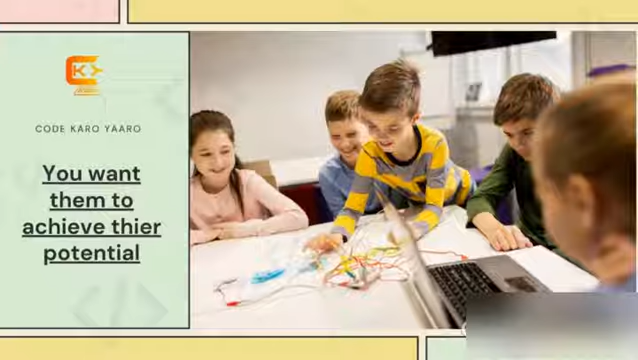 CODE KARO YAARO
You want
them to
achieve thier
potential